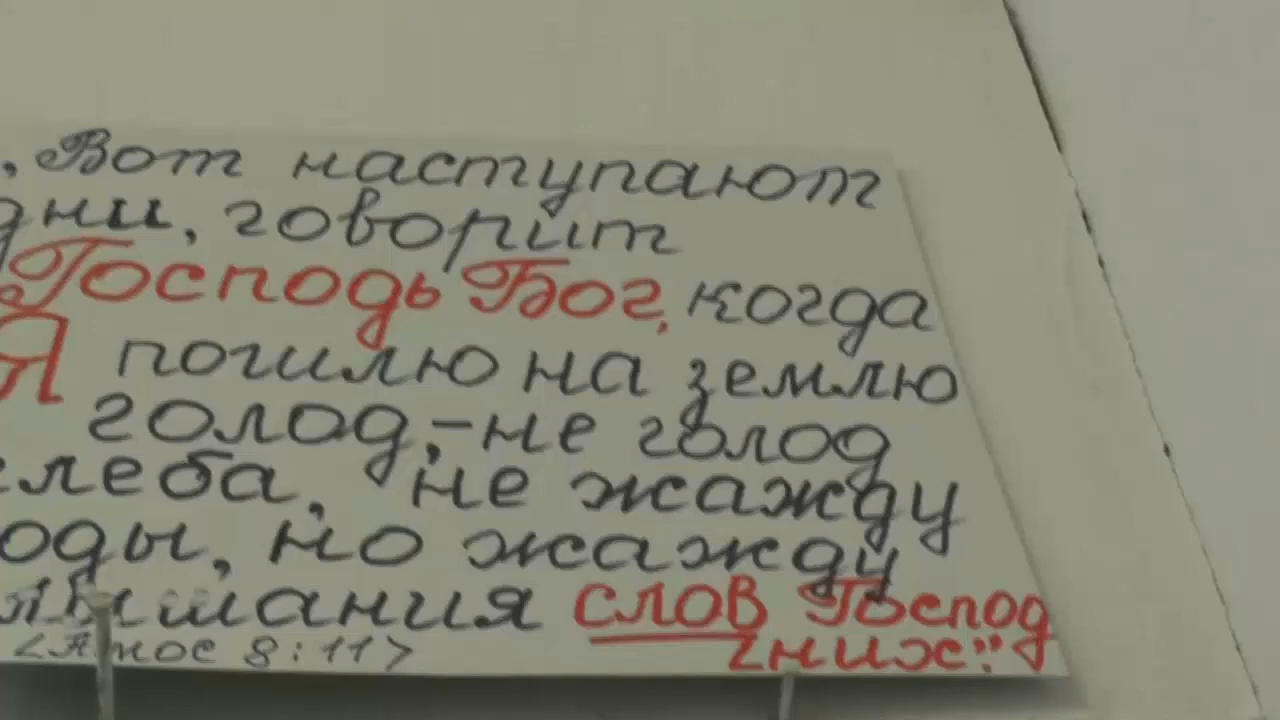 „Вот наступают
дни, говорит
Господь Бог, когда
Я пошлю на землю
голод,-не голод
хлеба, не жажду
воды, но жажду
слышания слов Господ
них:"
<Амос 8:11>